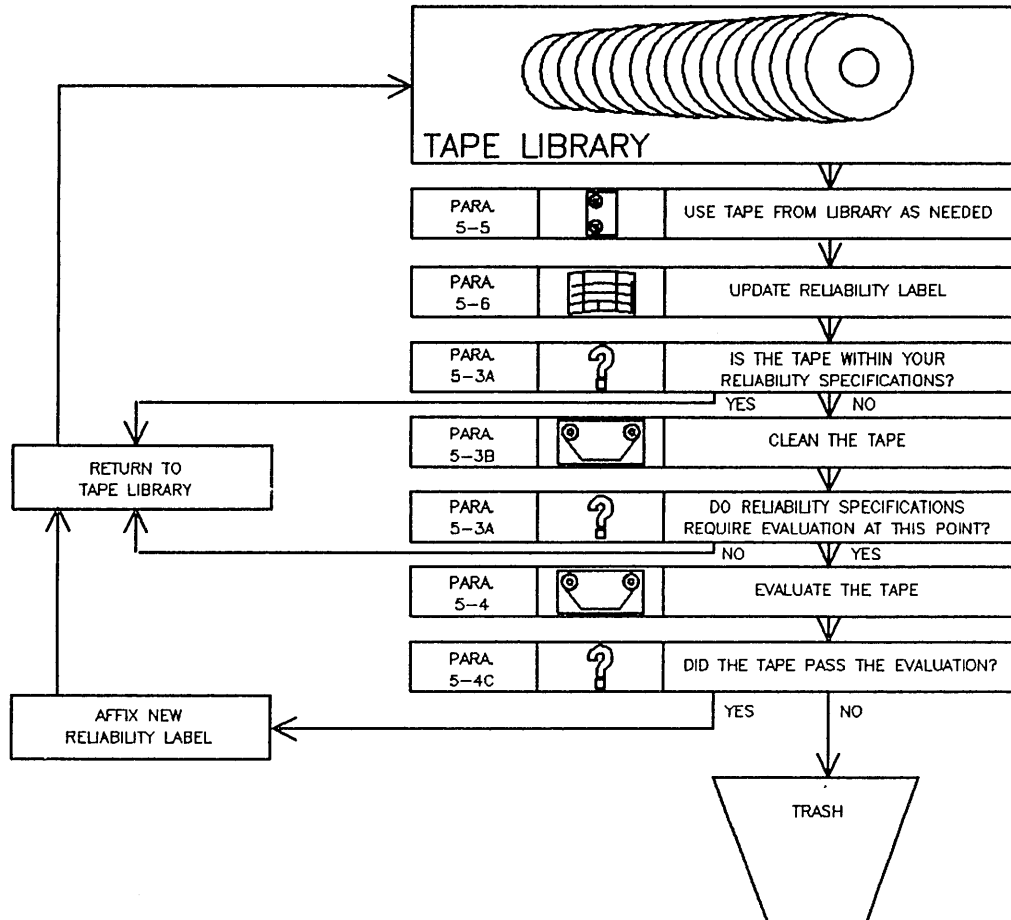 TAPE LIBRARY
PARA.
5-5
USE TAPE FROM LIBRARY AS NEEDED
PARA.
5-6
UPDATE RELIABILITY LABEL
PARA.
5-3A
IS THE TAPE WITHIN YOUR
RELIABILITY SPECIFICATIONS?
YES
NO
PARA.
5-3B
CLEAN THE TAPE
RETURN TO
TAPE LIBRARY
PARA.
5-3A
DO RELIABILITY SPECIFICATIONS
REQUIRE EVALUATION AT THIS POINT?
NO
YES
PARA.
5-4
EVALUATE THE TAPE
PARA.
5-4C
DID THE TAPE PASS THE EVALUATION?
YES
NO
AFFIX NEW
RELIABILITY LABEL
TRASH